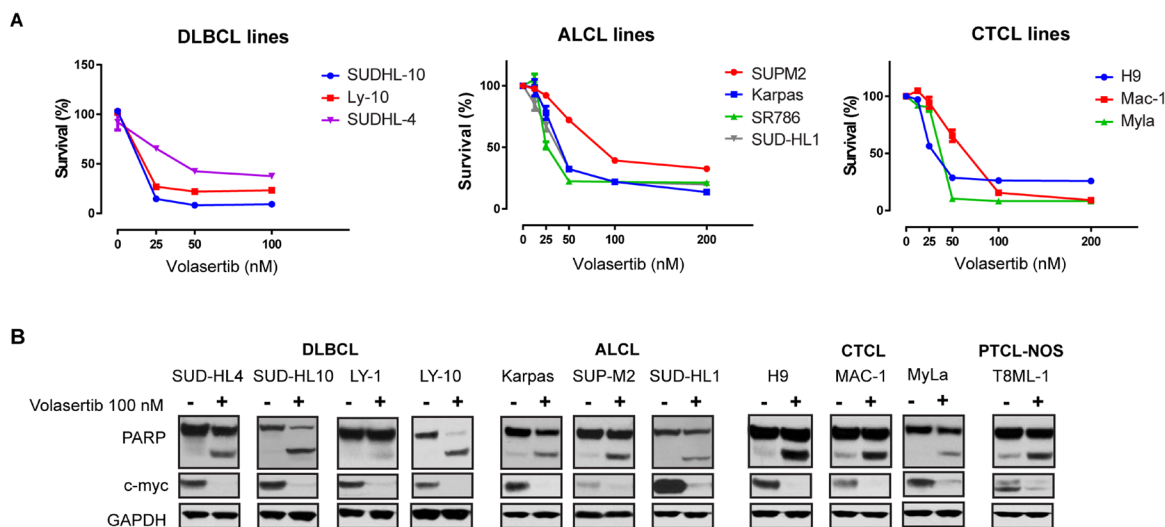 A
DLBCL lines
ALCL lines
CTCL lines
SUDHL-10
Ly-10
SUDHL-4
SUPM2
Karpas
SR786
SUD-HL1
H9
Mac-1
Myla
Survival (%)
150
100
50
0
0 25 50 100
Volasertib (nM)
Survival (%)
100
50
0
0 25 50 100 200
Volasertib (nM)
Survival (%)
100
50
0
0 25 50 100 200
Volasertib (nM)
B
DLBCL ALCL CTCL PTCL-NOS
SUD-HL4 SUD-HL10 LY-1 LY-10 Karpas SUP-M2 SUD-HL1 H9 MAC-1 MyLa T8ML-1
Volasertib 100 nM - + - + - + - + - + - + - + - + - + - + - +
PARP
c-myc
GAPDH